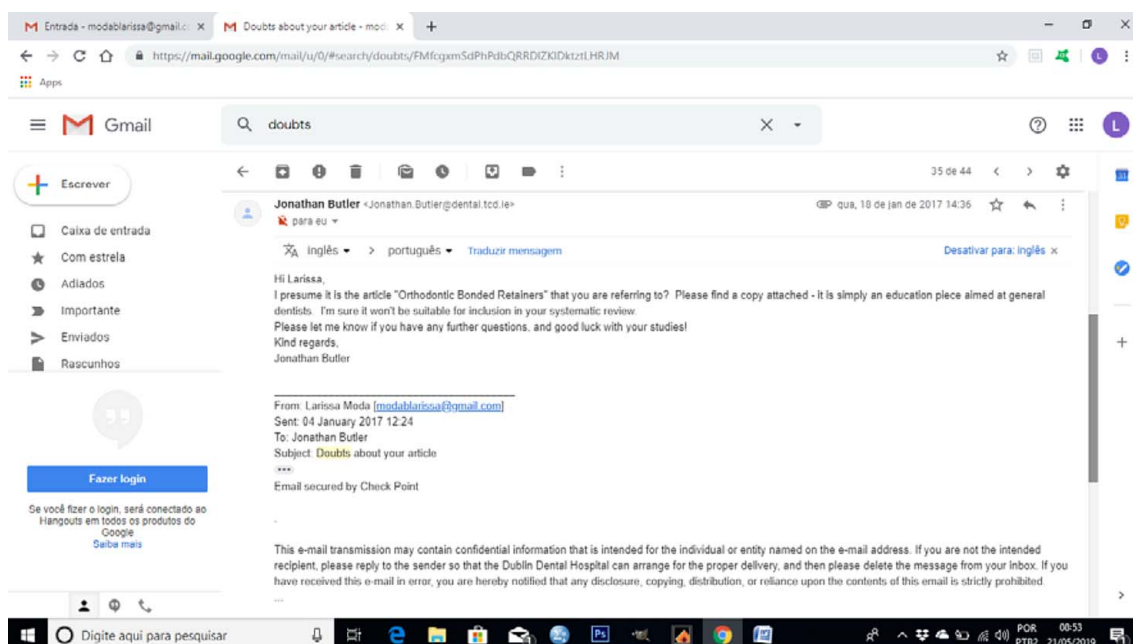 Entrada - modablarissa@gmail.c
Doubts about your article - mod
https://mail.google.com/mail/u/0/#search/doubts/FMfcgxmSdPhPdbQRRDlZKlDktztLHRJM
Apps
Gmail
doubts
Escrever
35 de 44
Caixa de entrada
Com estrela
Adiados
Importante
Enviados
Rascunhos
Fazer login
Se você fizer o login, será conectado ao
Hangouts em todos os produtos do
Google
Saiba mais
Jonathan Butler <Jonathan.Butler@dental.tcd.ie>
qua, 18 de jan de 2017 14:36
para eu
inglês > português Traduzir mensagem
Desativar para: inglês x
Hi Larissa,
I presume it is the article "Orthodontic Bonded Retainers" that you are referring to? Please find a copy attached - it is simply an education piece aimed at general
dentists. I'm sure it won't be suitable for inclusion in your systematic review.
Please let me know if you have any further questions, and good luck with your studies!
Kind regards,
Jonathan Butler
From: Larissa Moda [modablarissa@gmail.com]
Sent: 04 January 2017 12:24
To: Jonathan Butler
Subject: Doubts about your article
...
Email secured by Check Point
.
This e-mail transmission may contain confidential information that is intended for the individual or entity named on the e-mail address. If you are not the intended
recipient, please reply to the sender so that the Dublin Dental Hospital can arrange for the proper delivery, and then please delete the message from your Inbox. If you
have received this e-mail in error, you are hereby notified that any disclosure, copying, distribution, or reliance upon the contents of this email is strictly prohibited.
....
L
L
31
Digite aqui para pesquisar
Ps
POR
PTB2
08:53
21/05/2019